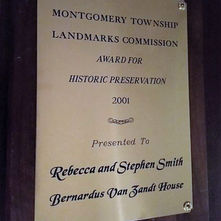 MONTGOMERY TOWNSHIP
LANDMARKS COMMISSION
AWARD FOR
HISTORIC PRESERVATION
2001
Presented To
Rebecca and Stephen Smith
Bernardus Van Zandt House